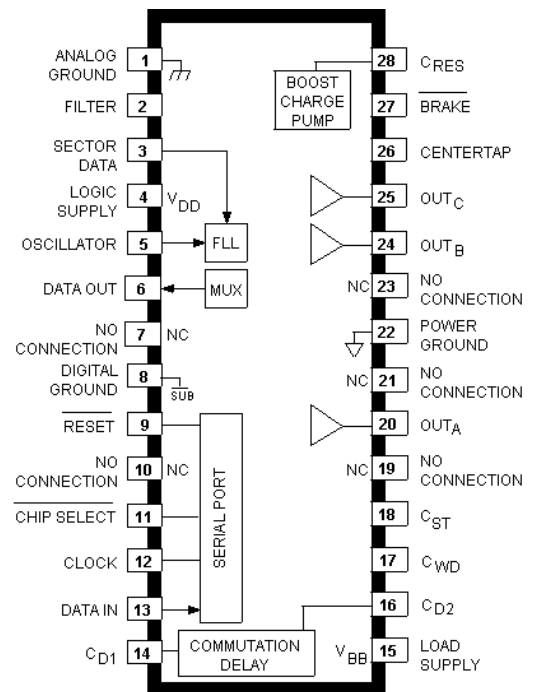 ANALOG
GROUND
1
FILTER
2
SECTOR
DATA
3
LOGIC
SUPPLY
4
VDD
OSCILLATOR
5
FLL
DATA OUT
6
MUX
NO
CONNECTION
7
NC
DIGITAL
GROUND
8
SUB
RESET
9
NO
CONNECTION
10
NC
CHIP SELECT
11
CLOCK
12
DATA IN
13
SERIAL PORT
CD1
14
COMMUTATION
DELAY
BOOST
CHARGE
PUMP
28
CRES
27
BRAKE
26
CENTERTAP
25
OUTC
24
OUTB
NC
23
NO
CONNECTION
22
POWER
GROUND
NC
21
NO
CONNECTION
20
OUTA
NC
19
NO
CONNECTION
18
CST
17
CWD
16
CD2
VBB
15
LOAD
SUPPLY